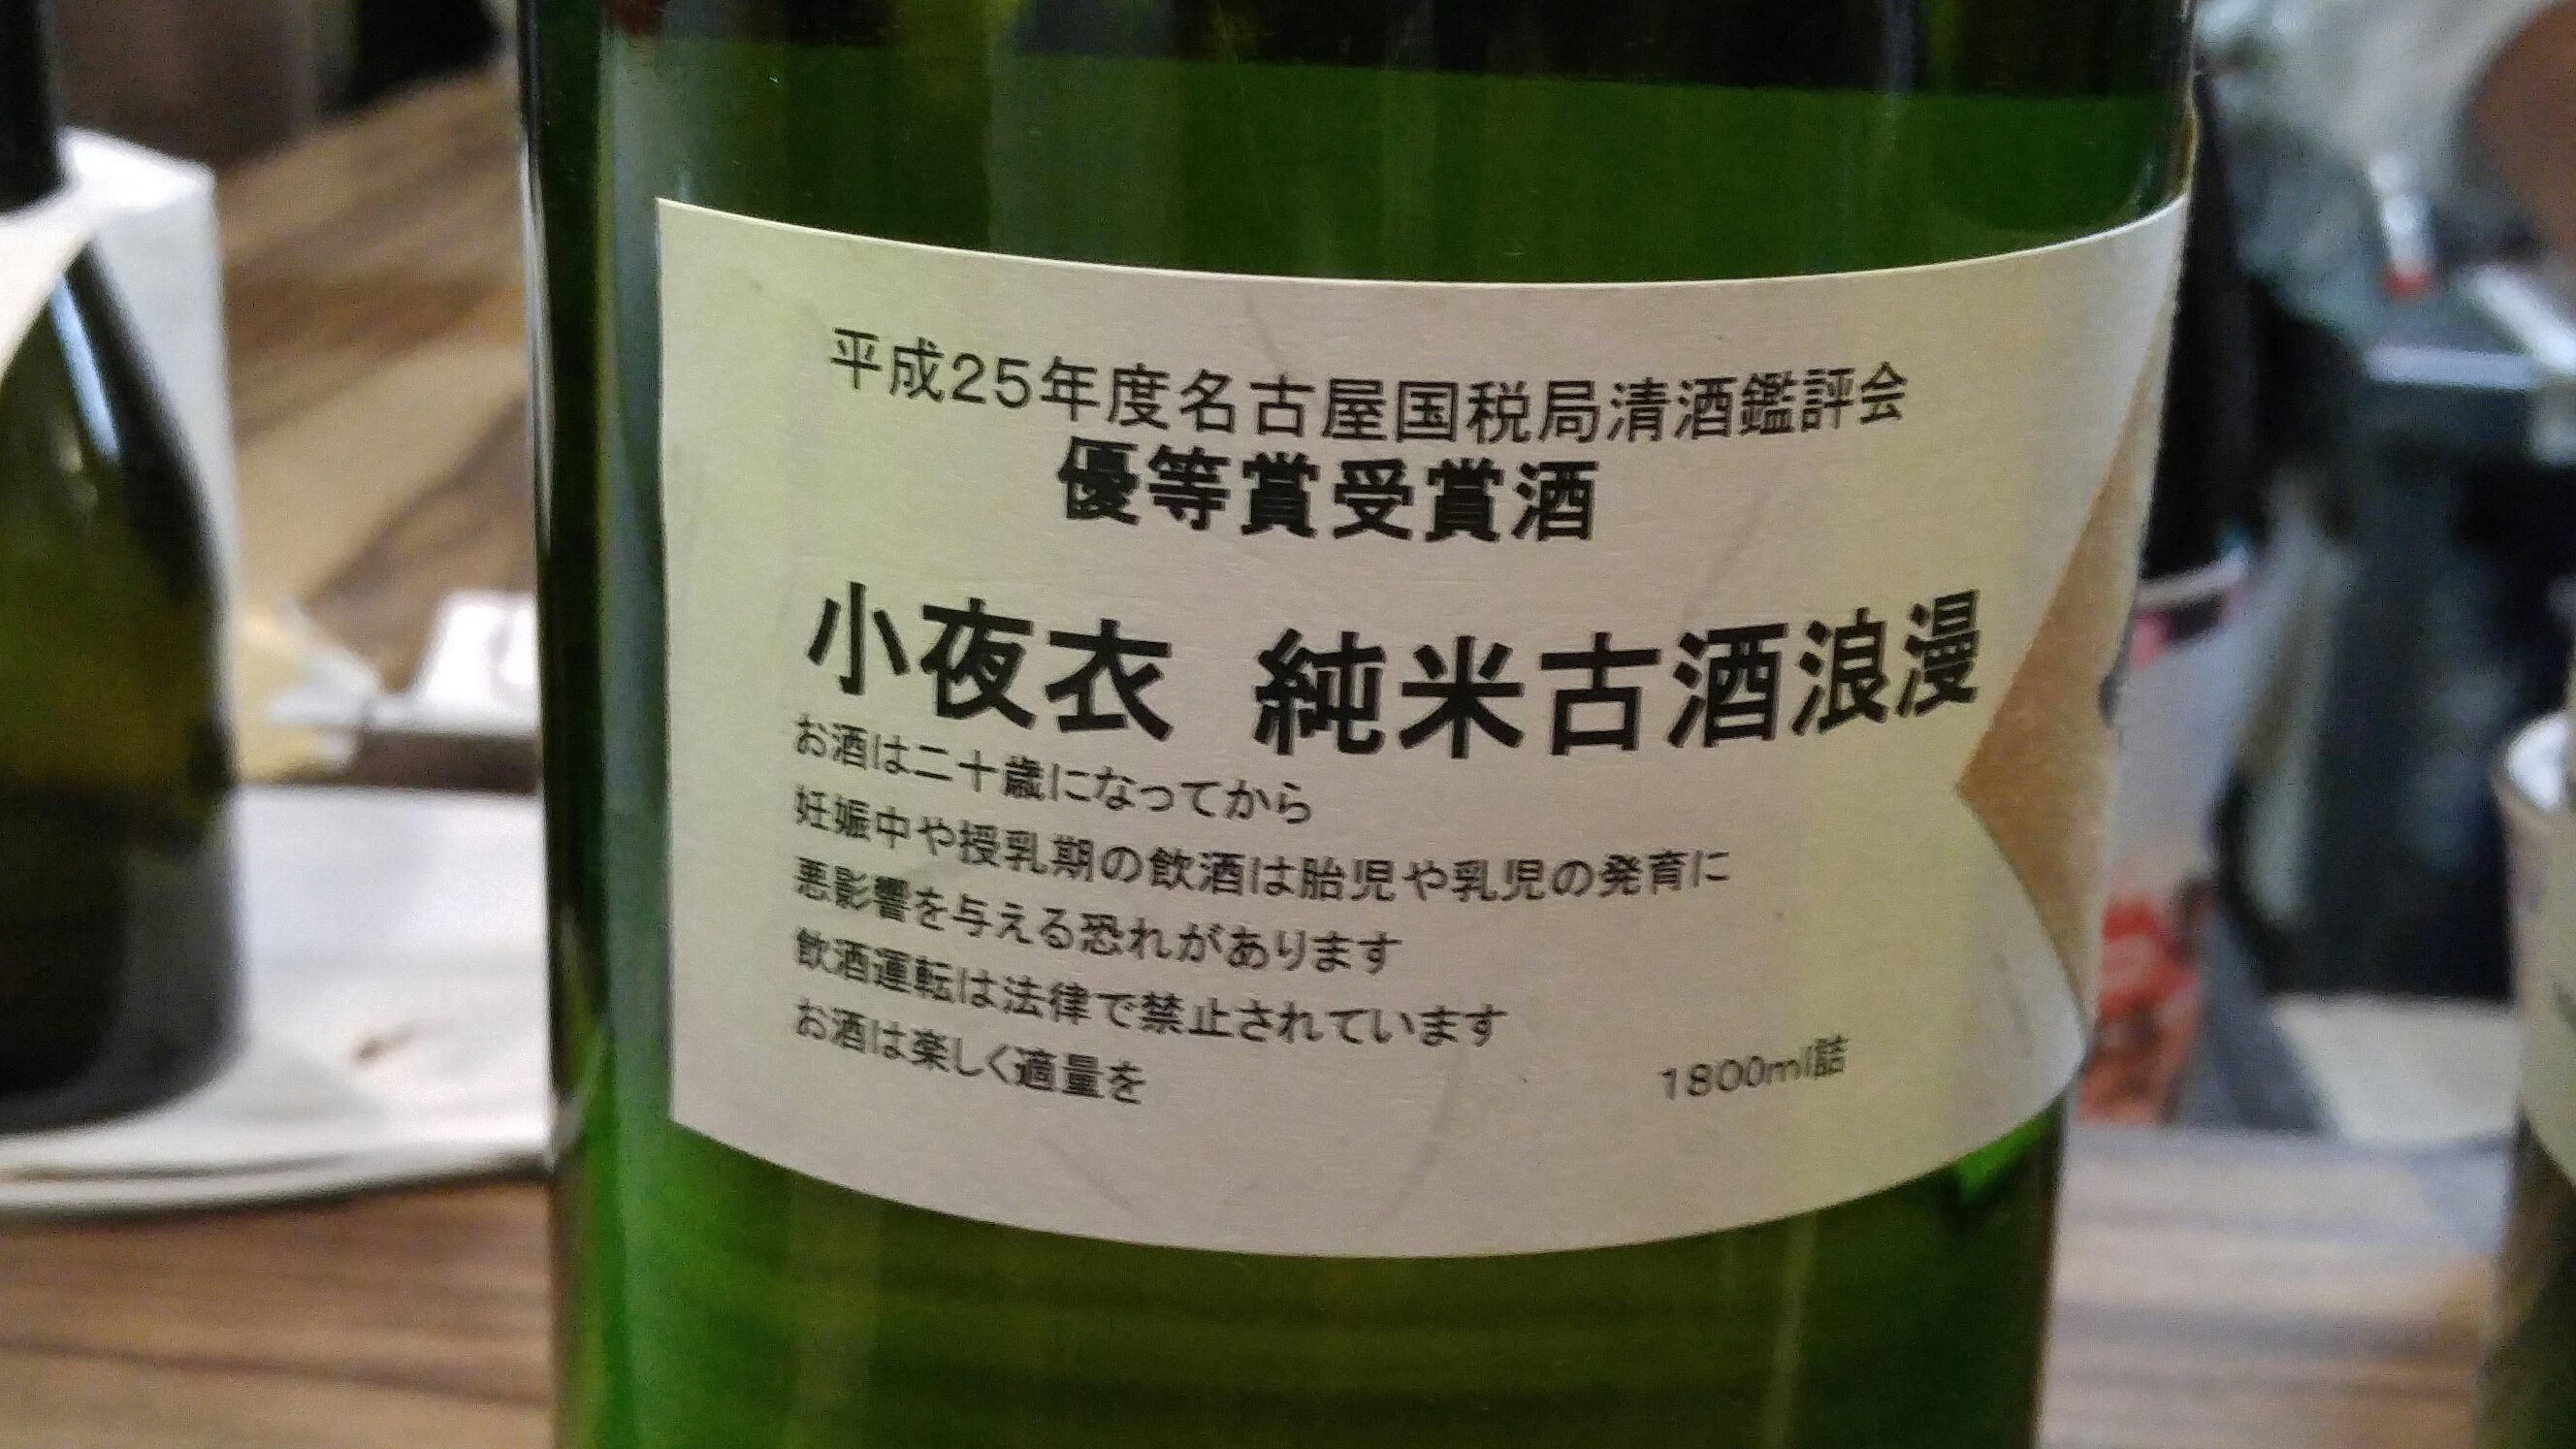 平成25年度名古屋国税局清酒鑑評会
優等賞受賞酒
小夜衣 純米古酒浪漫
お酒は二十歳になってから
妊娠中や授乳期の飲酒は胎児や乳児の発育に
悪影響を与える恐れがあります
飲酒運転は法律で禁止されています
お酒は楽しく適量を
1800ml詰